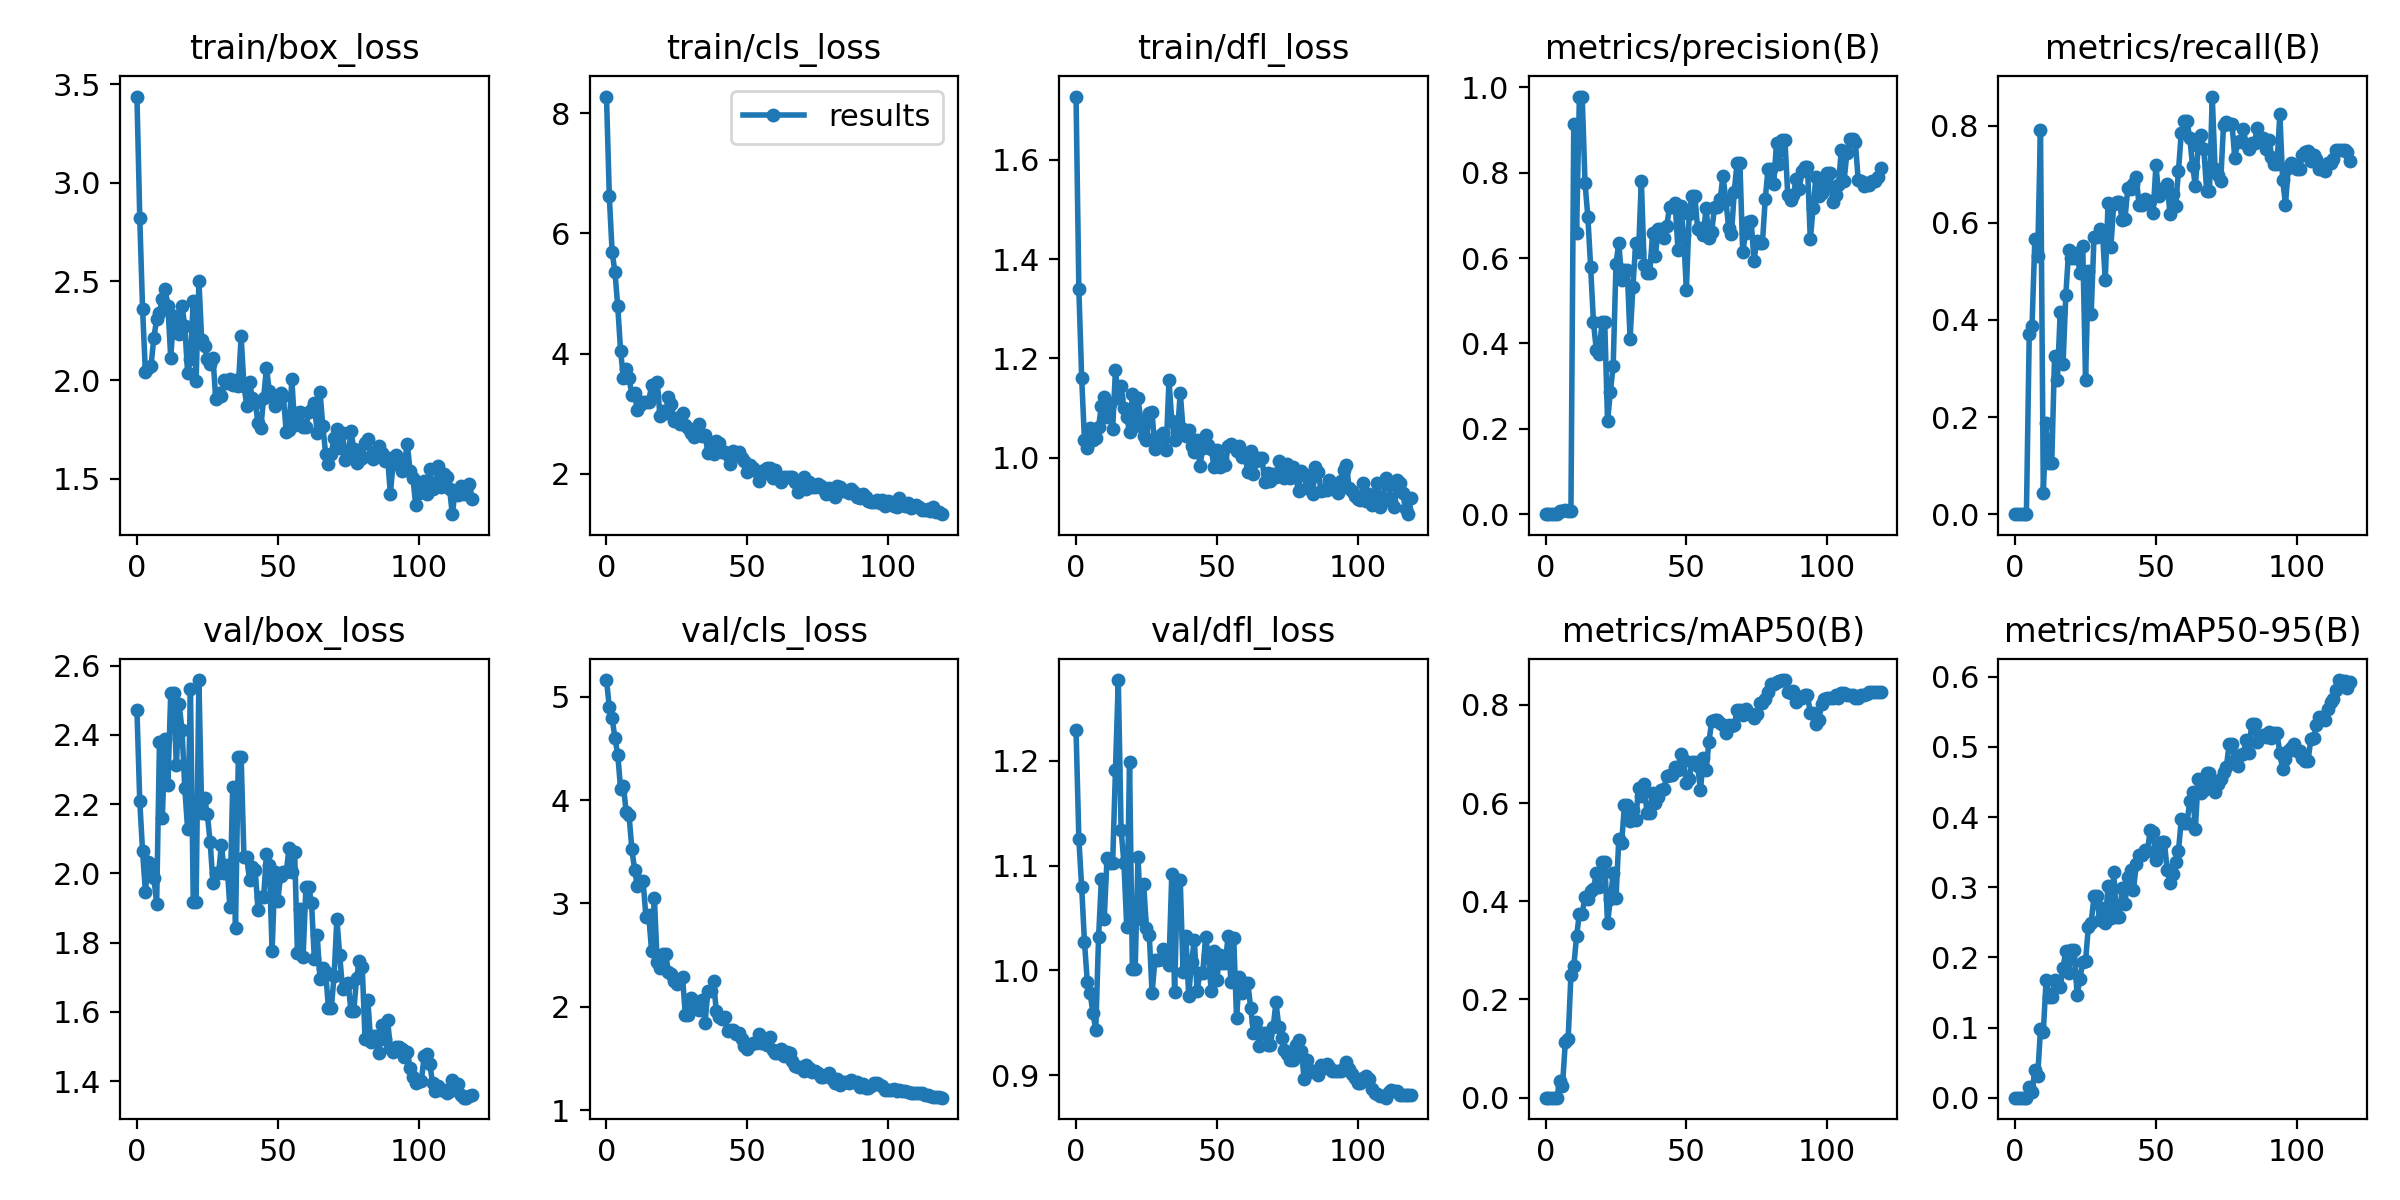 train/box_loss
train/cls_loss
train/dfl_loss
metrics/precision(B)
metrics/recall(B)
3.5
3.0
2.5
2.0
1.5
0 50 100
results
8
6
4
2
0 50 100
1.6
1.4
1.2
1.0
0 50 100
1.0
0.8
0.6
0.4
0.2
0.0
0 50 100
0.8
0.6
0.4
0.2
0.0
0 50 100
val/box_loss
val/cls_loss
val/dfl_loss
metrics/mAP50(B)
metrics/mAP50-95(B)
2.6
2.4
2.2
2.0
1.8
1.6
1.4
0 50 100
5
4
3
2
1
0 50 100
1.2
1.1
1.0
0.9
0 50 100
0.8
0.6
0.4
0.2
0.0
0 50 100
0.6
0.5
0.4
0.3
0.2
0.1
0.0
0 50 100